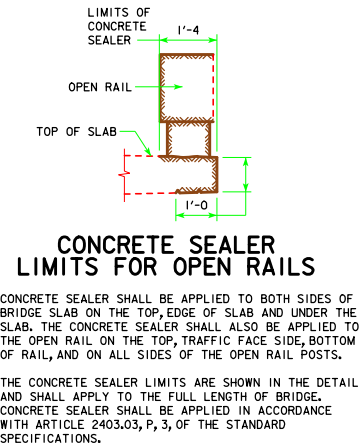 LIMITS OF
CONCRETE
SEALER
1'-4
OPEN RAIL
TOP OF SLAB
1'-0
CONCRETE SEALER
LIMITS FOR OPEN RAILS
CONCRETE SEALER SHALL BE APPLIED TO BOTH SIDES OF
BRIDGE SLAB ON THE TOP, EDGE OF SLAB AND UNDER THE
SLAB. THE CONCRETE SEALER SHALL ALSO BE APPLIED TO
THE OPEN RAIL ON THE TOP, TRAFFIC FACE SIDE, BOTTOM
OF RAIL, AND ON ALL SIDES OF THE OPEN RAIL POSTS.
THE CONCRETE SEALER LIMITS ARE SHOWN IN THE DETAIL
AND SHALL APPLY TO THE FULL LENGTH OF BRIDGE.
CONCRETE SEALER SHALL BE APPLIED IN ACCORDANCE
WITH ARTICLE 2403.03, P, 3, OF THE STANDARD
SPECIFICATIONS.